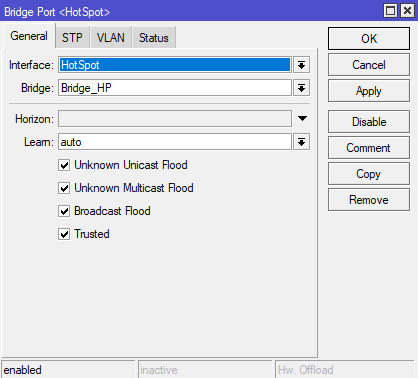 Bridge Port <HotSpot>
General STP VLAN Status
OK
Interface: HotSpot
Cancel
Bridge: Bridge_HP
Apply
Horizon:
Disable
Learn: auto
Comment
Unknown Unicast Flood
Copy
Unknown Multicast Flood
Remove
Broadcast Flood
Trusted
enabled inactive Hw. Offload